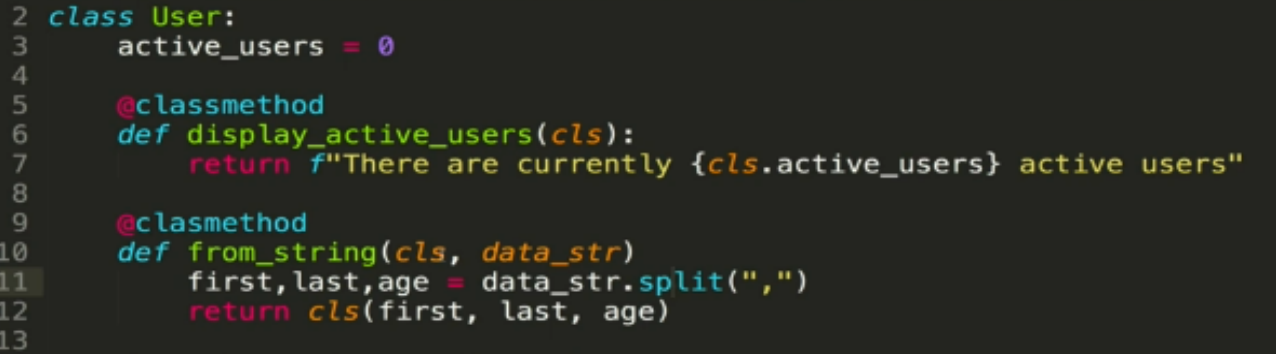 2 class User:
3     active_users = 0
4
5     @classmethod
6     def display_active_users(cls):
7         return f"There are currently {cls.active_users} active users"
8
9     @clasmethod
10     def from_string(cls, data_str)
11         first,last,age = data_str.split(",")
12         return cls(first, last, age)
13